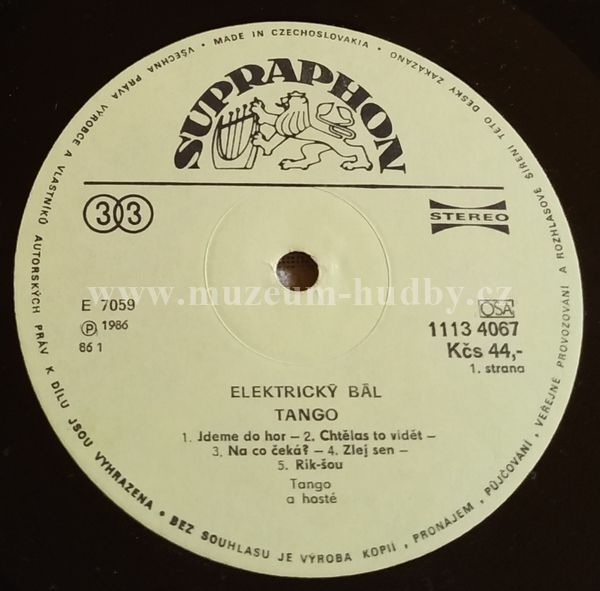 VŠECHNA PRÁVA VÝROBCE A VLASTNÍKŮ AUTORSKÝCH PRÁV K DÍLU JSOU VYHRAZENA • BEZ SOUHLASU JE VÝROBA KOPIÍ, PRONÁJEM, PŮJČOVÁNÍ, VEŘEJNÉ PROVOZOVÁNÍ A ROZHLASOVÉ ŠÍŘENÍ TÉTO DESKY ZAKÁZÁNO • MADE IN CZECHOSLOVAKIA •
SUPRAPHON
33
STEREO
www.muzeum-hudby.cz
E 7059
℗ 1986
86 1
OSA
1113 4067
Kčs 44,-
1. strana
ELEKTRICKÝ BÁL
TANGO
1. Jdeme do hor – 2. Chtělas to vidět –
3. Na co čeká? – 4. Zlej sen –
5. Rik-šou
Tango
a hosté